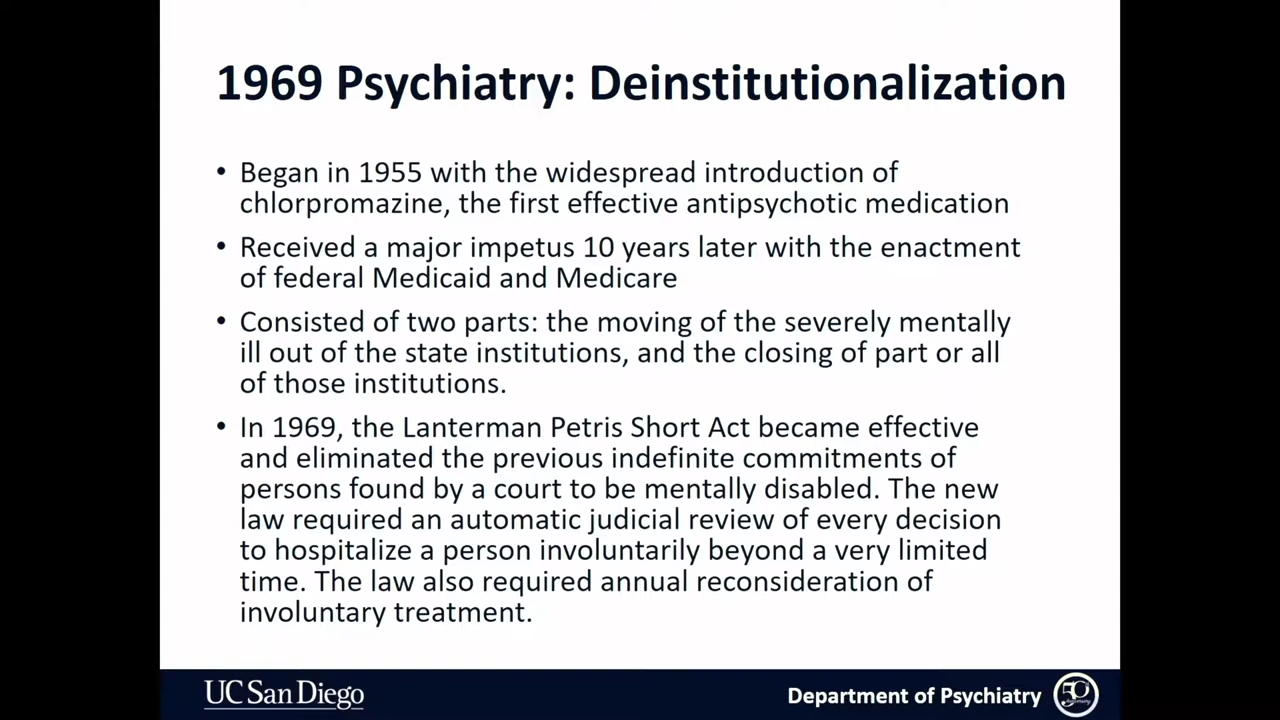 1969 Psychiatry: Deinstitutionalization
• Began in 1955 with the widespread introduction of
chlorpromazine, the first effective antipsychotic medication
• Received a major impetus 10 years later with the enactment
of federal Medicaid and Medicare
• Consisted of two parts: the moving of the severely mentally
ill out of the state institutions, and the closing of part or all
of those institutions.
• In 1969, the Lanterman Petris Short Act became effective
and eliminated the previous indefinite commitments of
persons found by a court to be mentally disabled. The new
law required an automatic judicial review of every decision
to hospitalize a person involuntarily beyond a very limited
time. The law also required annual reconsideration of
involuntary treatment.
UC San Diego
Department of Psychiatry
50